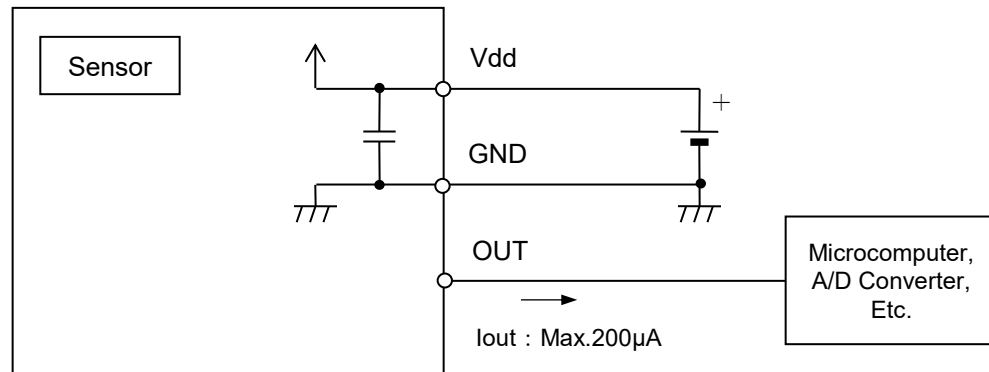 Sensor
Vdd
+
GND
OUT
Microcomputer,
A/D Converter,
Etc.
Iout : Max.200µA